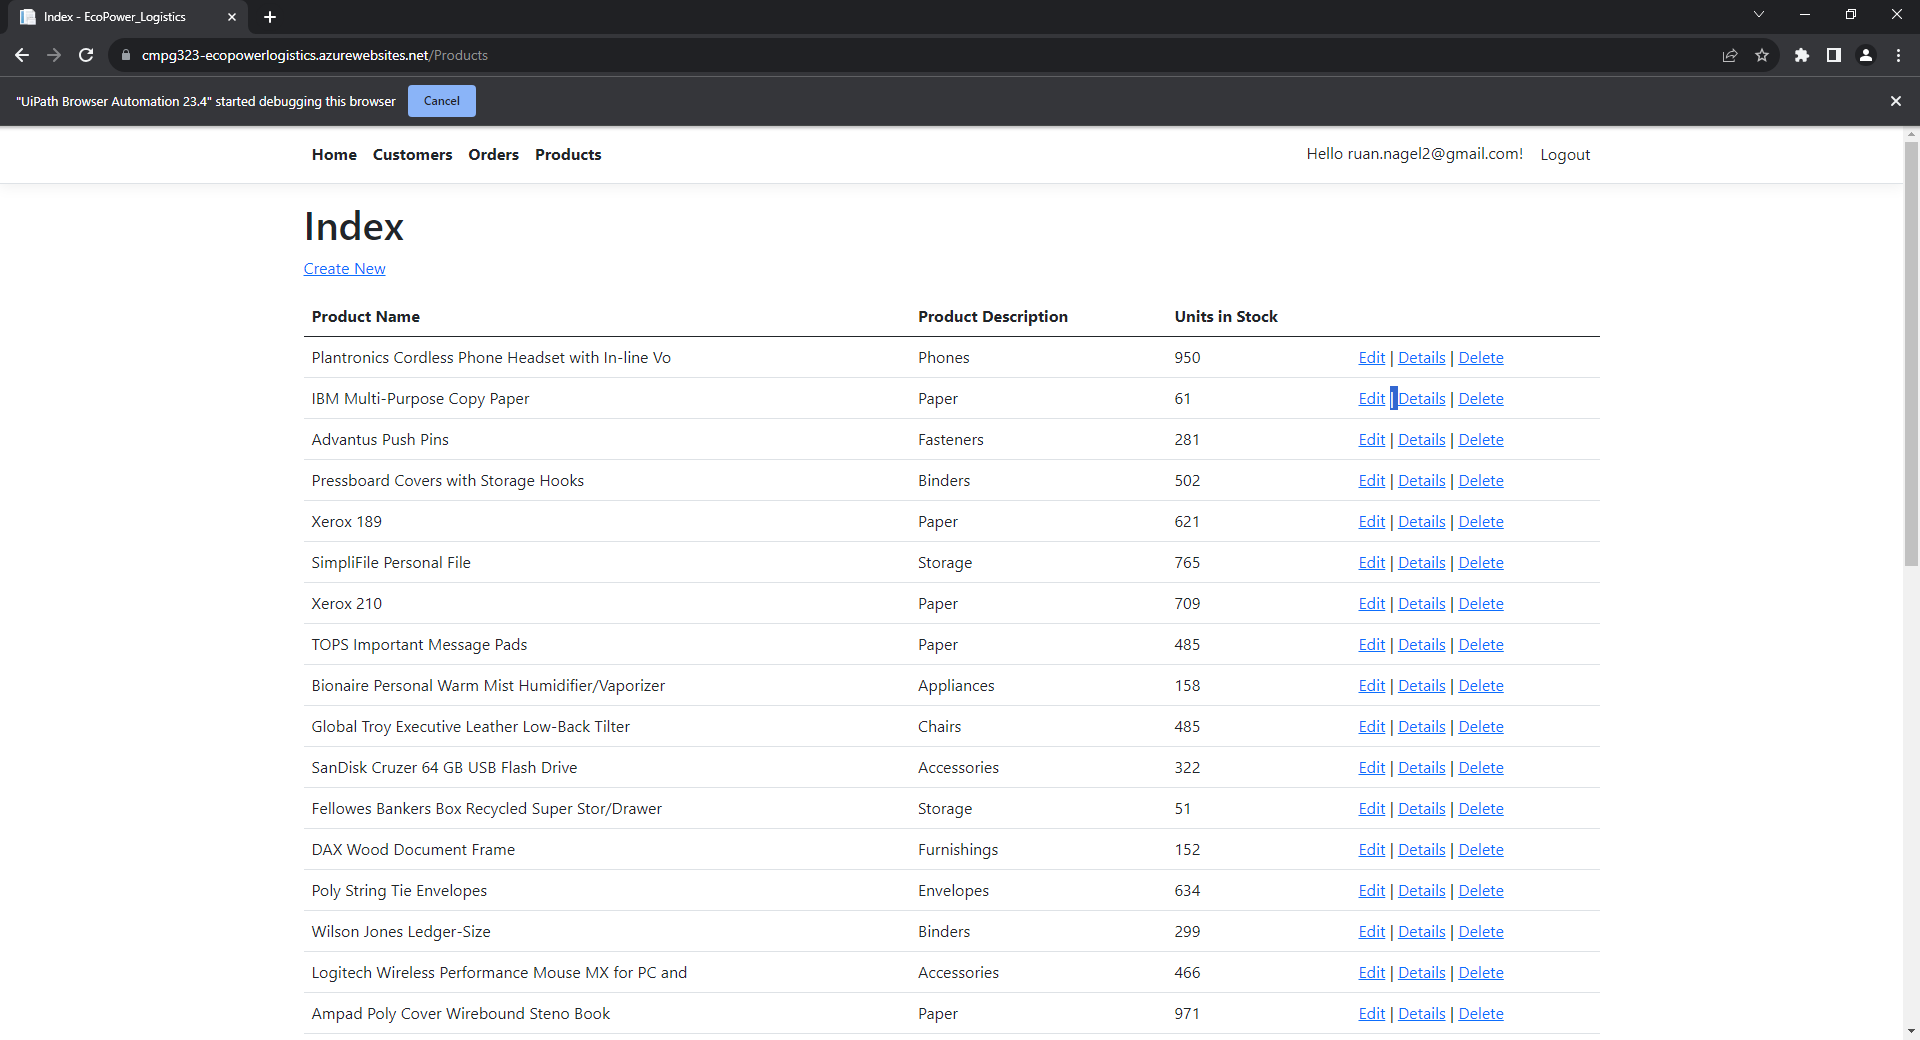 Index - EcoPower_Logistics
cmpg323-ecopowerlogistics.azurewebsites.net/Products
"UiPath Browser Automation 23.4" started debugging this browser Cancel
Home Customers Orders Products Hello ruan.nagel2@gmail.com! Logout
Index
Create New
Product Name Product Description Units in Stock
Plantronics Cordless Phone Headset with In-line Vo Phones 950 Edit | Details | Delete
IBM Multi-Purpose Copy Paper Paper 61 Edit | Details | Delete
Advantus Push Pins Fasteners 281 Edit | Details | Delete
Pressboard Covers with Storage Hooks Binders 502 Edit | Details | Delete
Xerox 189 Paper 621 Edit | Details | Delete
SimpliFile Personal File Storage 765 Edit | Details | Delete
Xerox 210 Paper 709 Edit | Details | Delete
TOPS Important Message Pads Paper 485 Edit | Details | Delete
Bionaire Personal Warm Mist Humidifier/Vaporizer Appliances 158 Edit | Details | Delete
Global Troy Executive Leather Low-Back Tilter Chairs 485 Edit | Details | Delete
SanDisk Cruzer 64 GB USB Flash Drive Accessories 322 Edit | Details | Delete
Fellowes Bankers Box Recycled Super Stor/Drawer Storage 51 Edit | Details | Delete
DAX Wood Document Frame Furnishings 152 Edit | Details | Delete
Poly String Tie Envelopes Envelopes 634 Edit | Details | Delete
Wilson Jones Ledger-Size Binders 299 Edit | Details | Delete
Logitech Wireless Performance Mouse MX for PC and Accessories 466 Edit | Details | Delete
Ampad Poly Cover Wirebound Steno Book Paper 971 Edit | Details | Delete